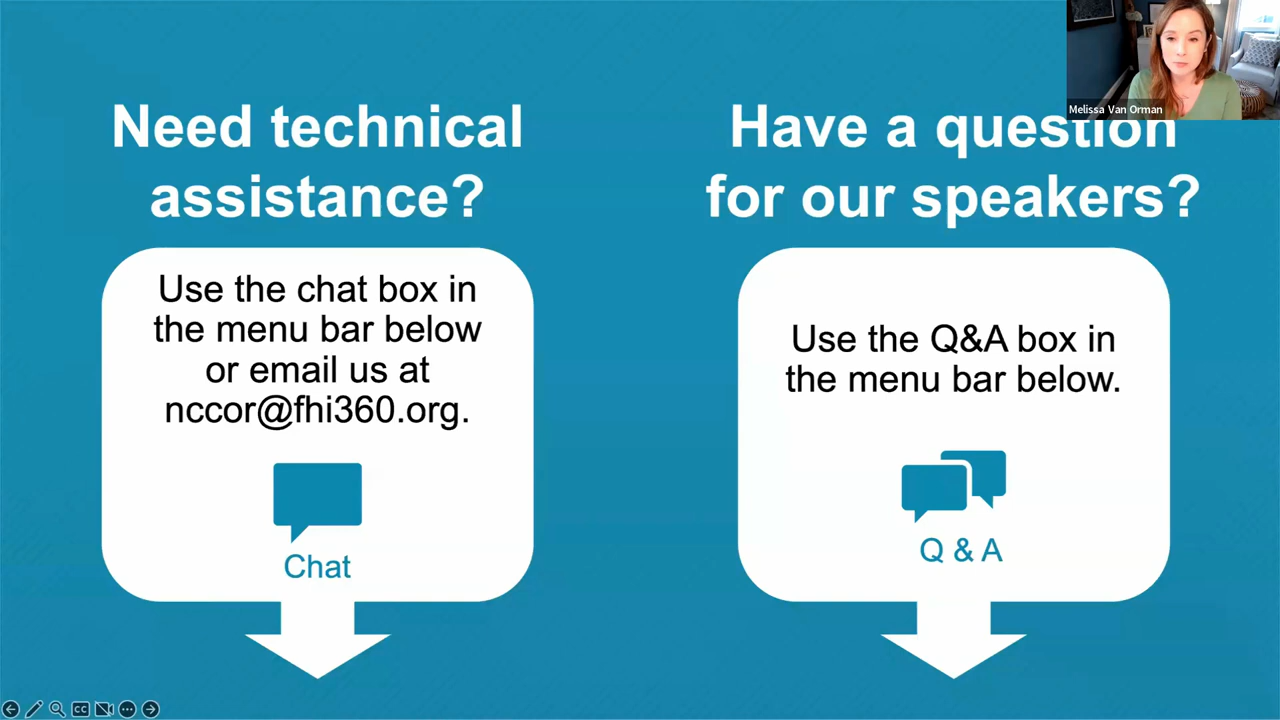 Need technical
assistance?
Use the chat box in
the menu bar below
or email us at
nccor@fhi360.org.
Chat
Have a question
for our speakers?
Use the Q&A box in
the menu bar below.
Q & A
Melissa Van Orman
CC